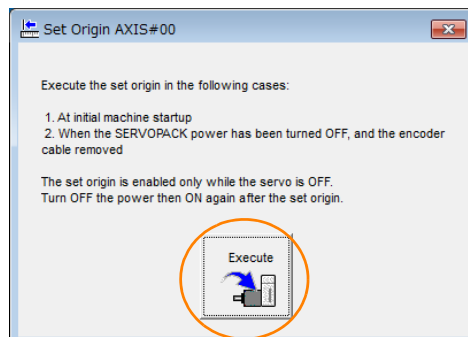 Set Origin AXIS#00
Execute the set origin in the following cases:
1. At initial machine startup
2. When the SERVOPACK power has been turned OFF, and the encoder
cable removed
The set origin is enabled only while the servo is OFF.
Turn OFF the power then ON again after the set origin.
Execute